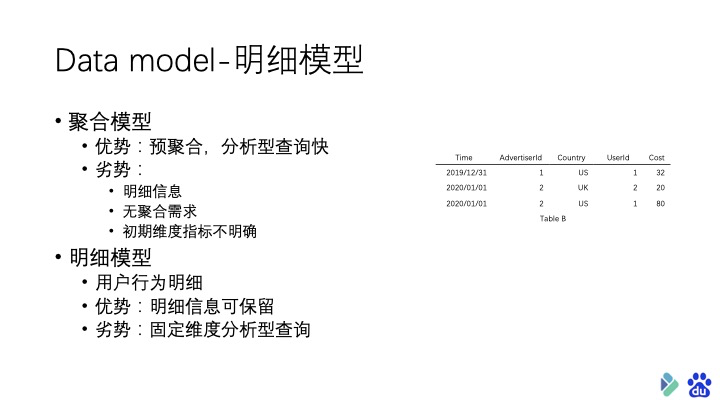 Data model-明细模型
• 聚合模型
• 优势：预聚合，分析型查询快
• 劣势：
• 明细信息
• 无聚合需求
• 初期维度指标不明确
• 明细模型
• 用户行为明细
• 优势：明细信息可保留
• 劣势：固定维度分析型查询
Time AdvertiserId Country UserId Cost
2019/12/31 1 US 1 32
2020/01/01 2 UK 2 20
2020/01/01 2 US 1 80
Table B
du